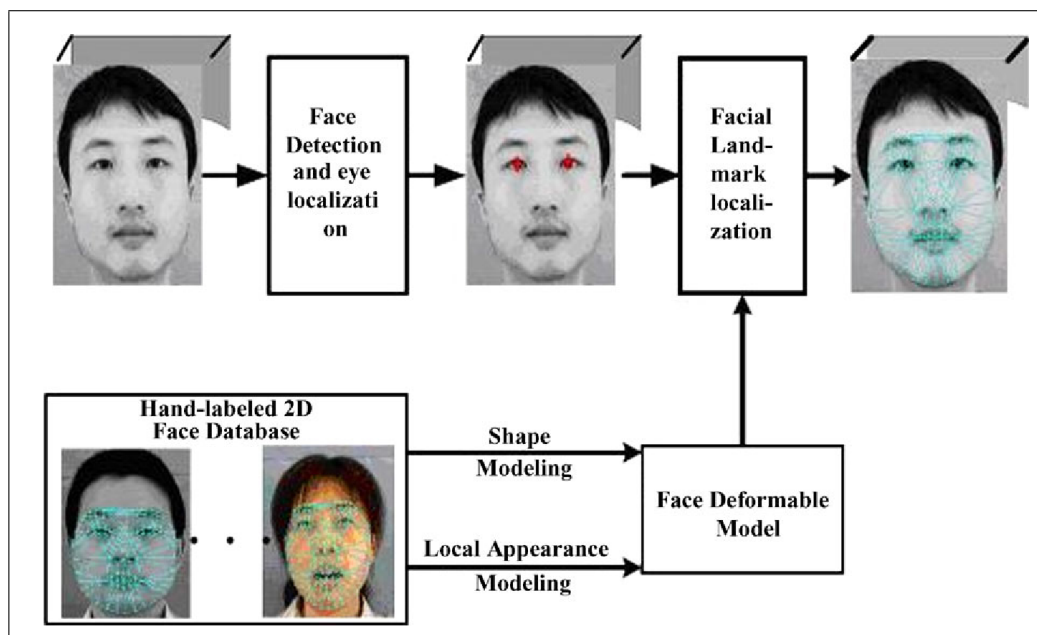 Face
Detection
and eye
localizati
on
Facial
Land-
mark
locali-
zation
Hand-labeled 2D
Face Database
Shape
Modeling
Local Appearance
Modeling
Face Deformable
Model